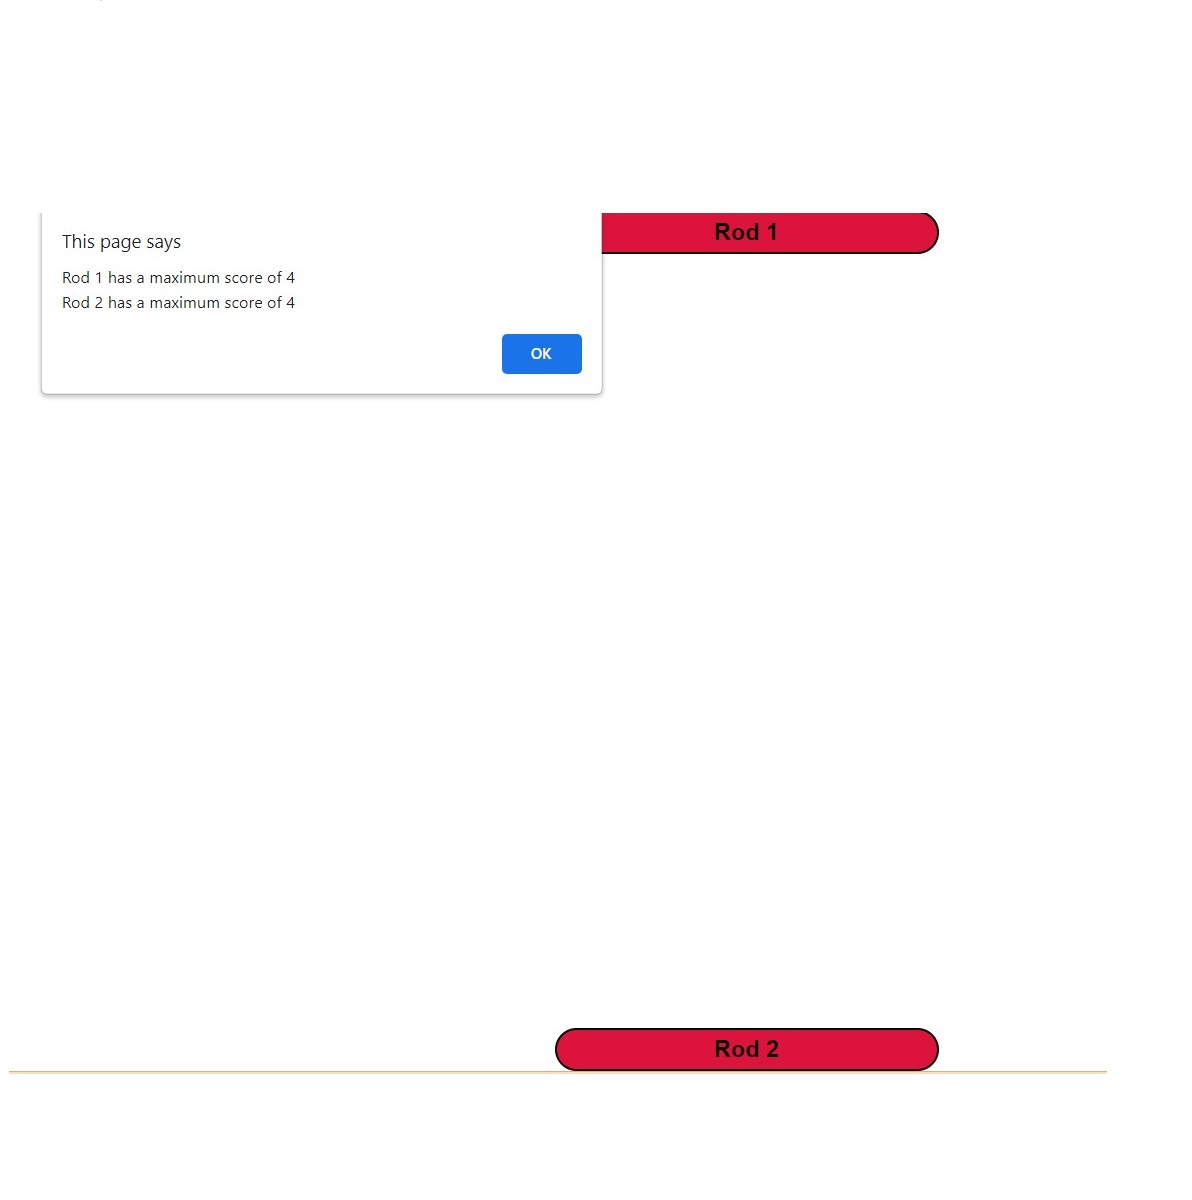 Rod 1
This page says
Rod 1 has a maximum score of 4
Rod 2 has a maximum score of 4
OK
Rod 2